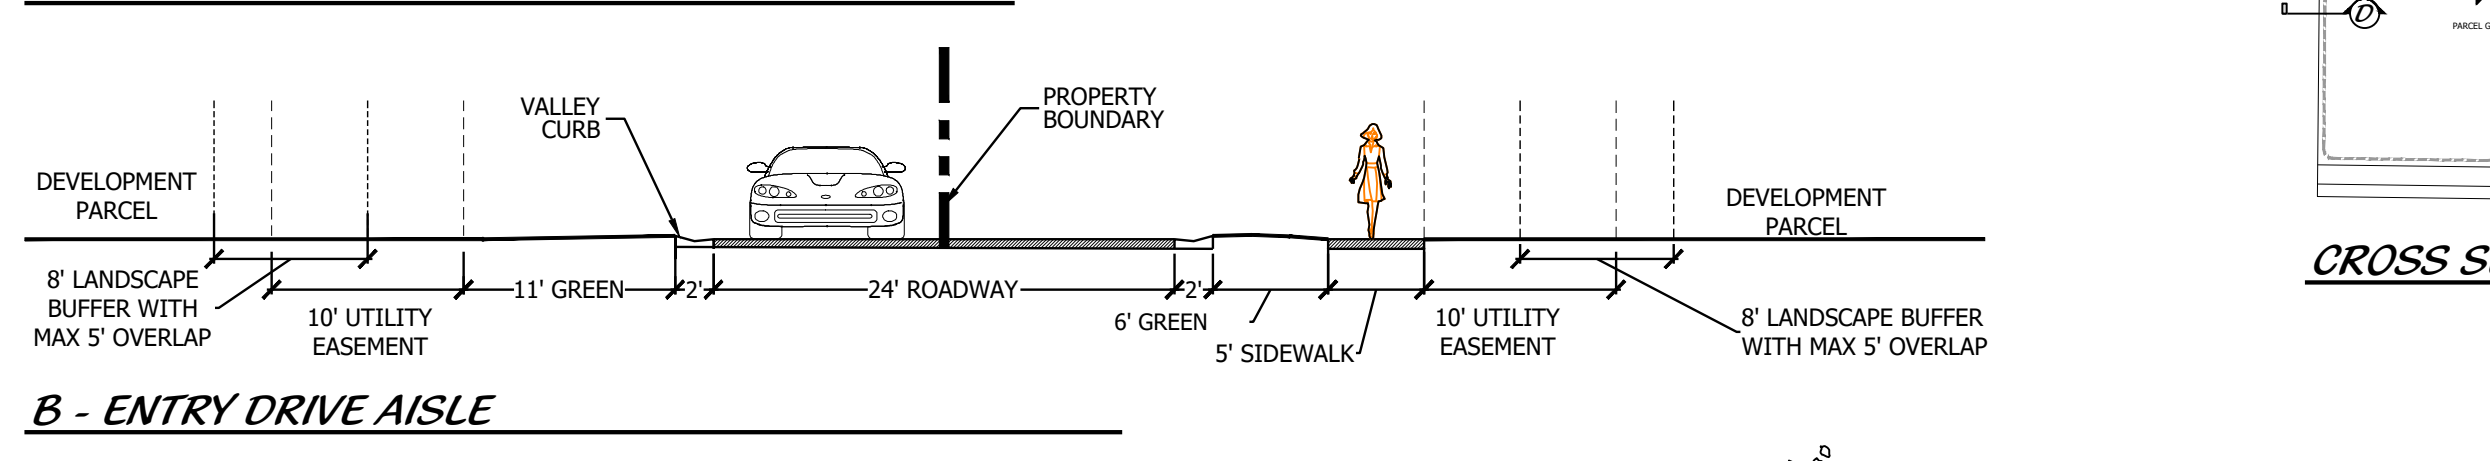 PARCEL G
D
VALLEY
CURB
PROPERTY
BOUNDARY
DEVELOPMENT
PARCEL
DEVELOPMENT
PARCEL
8' LANDSCAPE
BUFFER WITH
MAX 5' OVERLAP
10' UTILITY
EASEMENT
11' GREEN
2'
24' ROADWAY
2'
6' GREEN
5' SIDEWALK
10' UTILITY
EASEMENT
8' LANDSCAPE BUFFER
WITH MAX 5' OVERLAP
CROSS
B - ENTRY DRIVE AISLE